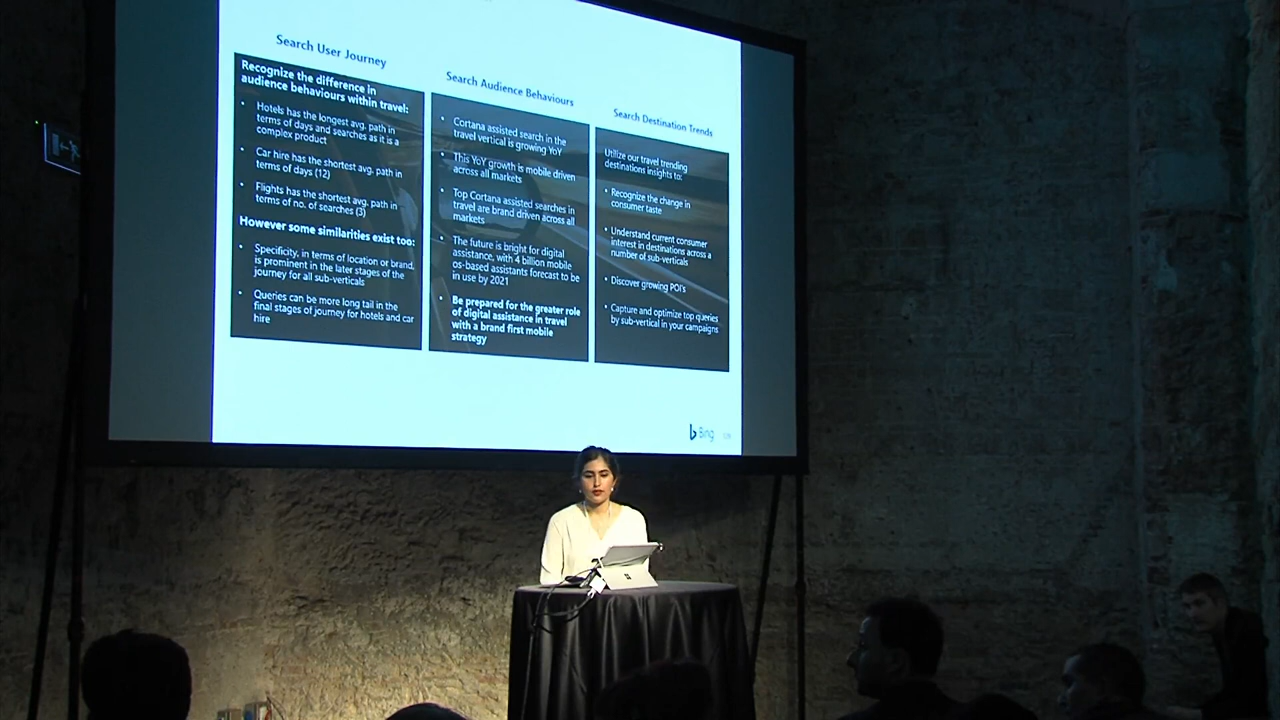 Search User Journey
Recognize the difference in
audience behaviours within travel:
• Hotels has the longest avg. path in
terms of days and searches as it is a
complex product
• Car hire has the shortest avg. path in
terms of days (12)
• Flights has the shortest avg. path in
terms of no. of searches (3)
However some similarities exist too:
• Specificity, in terms of location or brand,
is prominent in the later stages of the
journey for all sub-verticals
• Queries can be more long tail in the
final stages of journey for hotels and car
hire
Search Audience Behaviours
• Cortana assisted search in the
travel vertical is growing YoY
• This YoY growth is mobile driven
across all markets
• Top Cortana assisted searches in
travel are brand driven across all
markets
• The future is bright for digital
assistance, with 4 billion mobile
os-based assistants forecast to be
in use by 2021
• Be prepared for the greater role
of digital assistance in travel
with a brand first mobile
strategy
Search Destination Trends
Utilize our travel trending
destinations insights to:
• Recognize the change in
consumer taste
• Understand current consumer
interest in destinations across a
number of sub-verticals
• Discover growing POI's
• Capture and optimize top queries
by sub-vertical in your campaigns
Bing